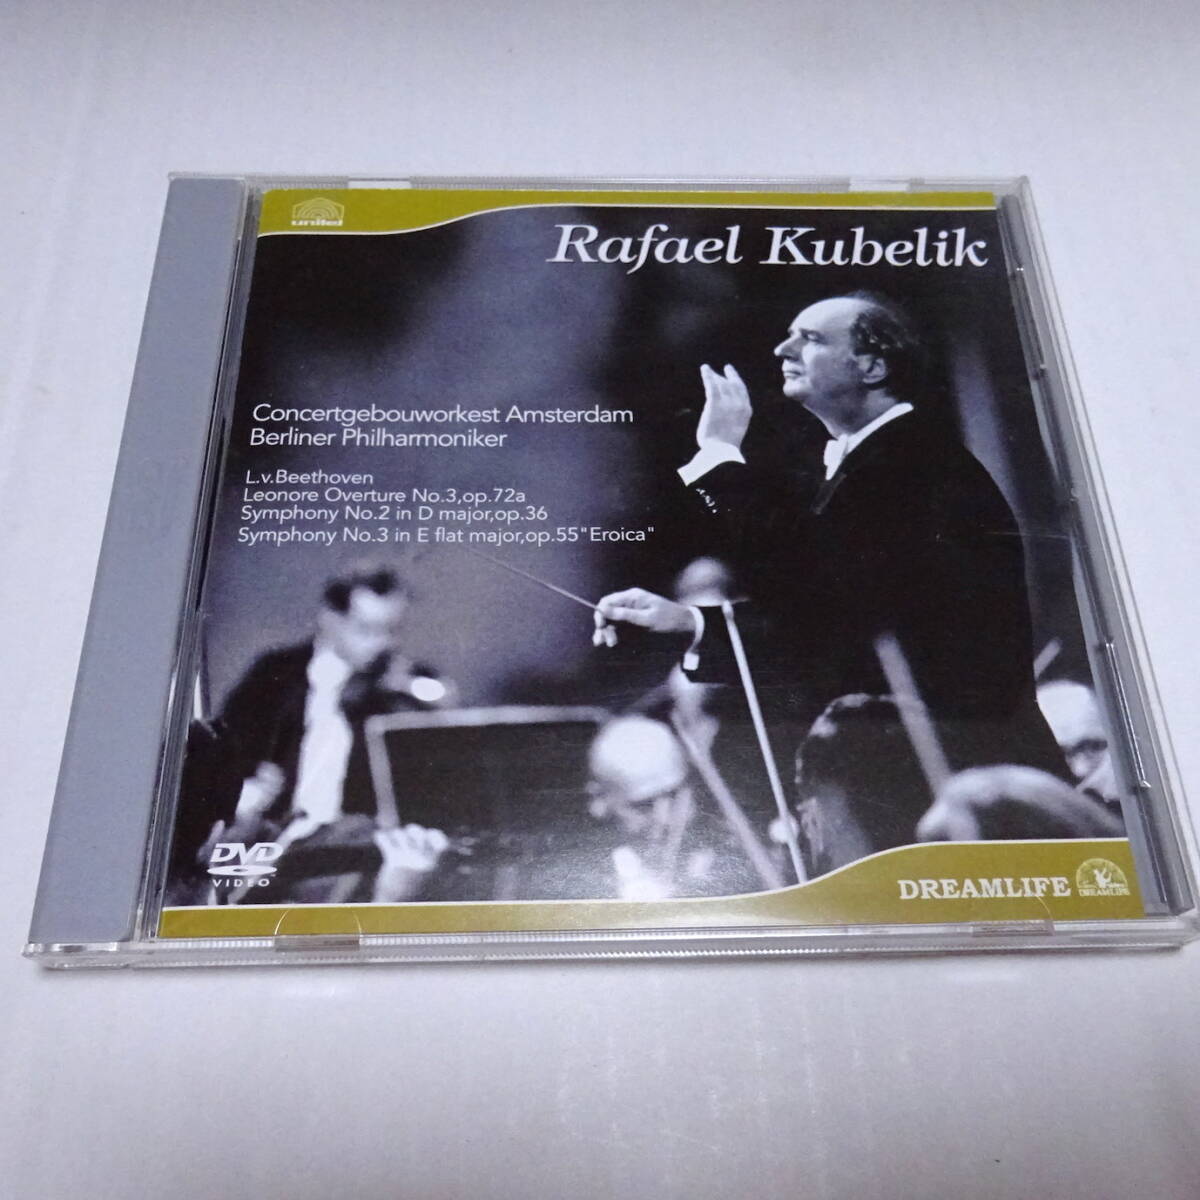 unitel
Rafael Kubelik
Concertgebouworkest Amsterdam
Berliner Philharmoniker
L.v.Beethoven
Leonore Overture No.3,op.72a
Symphony No.2 in D major,op.36
Symphony No.3 in E flat major,op.55"Eroica"
DVD
VIDEO
DREAMLIFE
DREAMLIFE